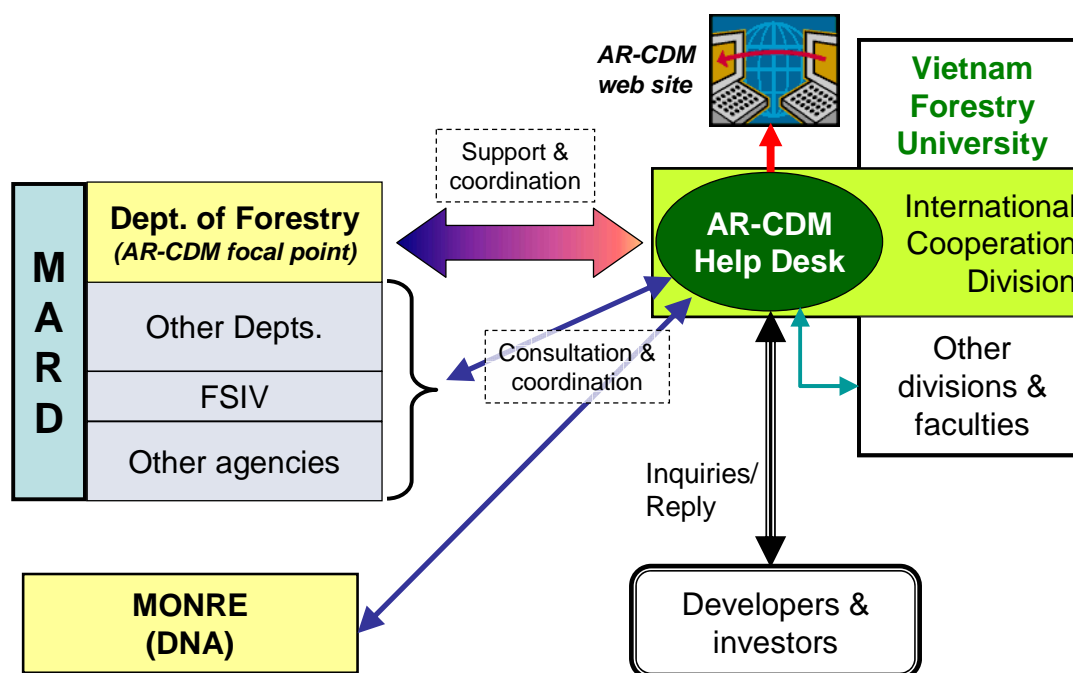 AR-CDM
web site
Vietnam
Forestry
University
Support &
coordination
MARD
Dept. of Forestry
(AR-CDM focal point)
AR-CDM
Help Desk
International
Cooperation
Division
Other Depts.
FSIV
Other agencies
Consultation &
coordination
Other
divisions &
faculties
Inquiries/
Reply
MONRE
(DNA)
Developers &
investors